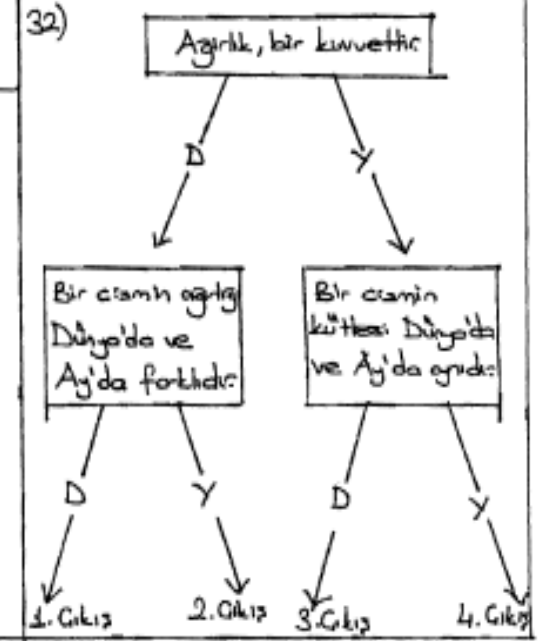 32)
Ağırlık, bir kuvvettir.
D
Y
Bir cismin ağırlığı
Dünya'da ve
Ay'da farklıdır.
Bir cismin
kütlesi Dünya'da
ve Ay'da aynıdır.
D
Y
D
Y
1. Çıkış
2. Çıkış
3. Çıkış
4. Çıkış